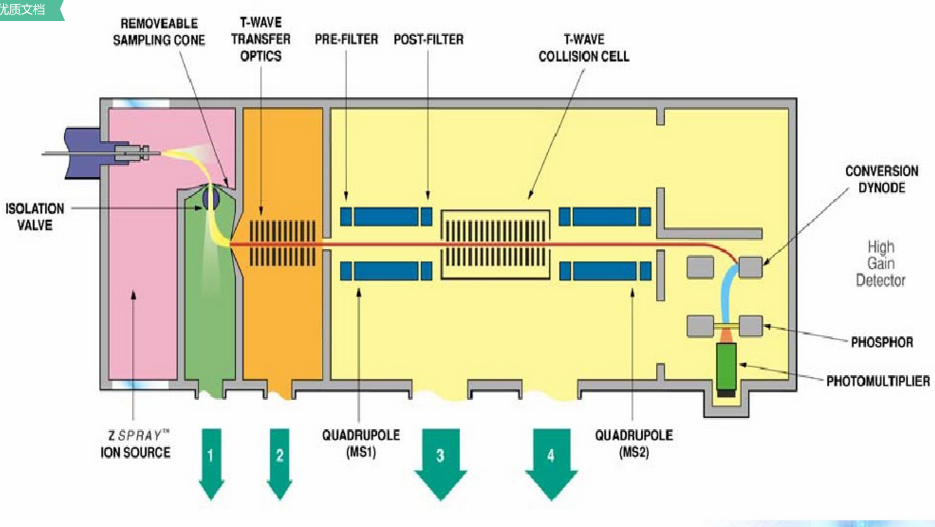 优质文档
REMOVEABLE
SAMPLING CONE
T-WAVE
TRANSFER
OPTICS
PRE-FILTER
POST-FILTER
T-WAVE
COLLISION CELL
CONVERSION
DYNODE
ISOLATION
VALVE
High
Gain
Detector
PHOSPHOR
PHOTOMULTIPLIER
ZSPRAY™
ION SOURCE
QUADRUPOLE
(MS1)
QUADRUPOLE
(MS2)
1
2
3
4